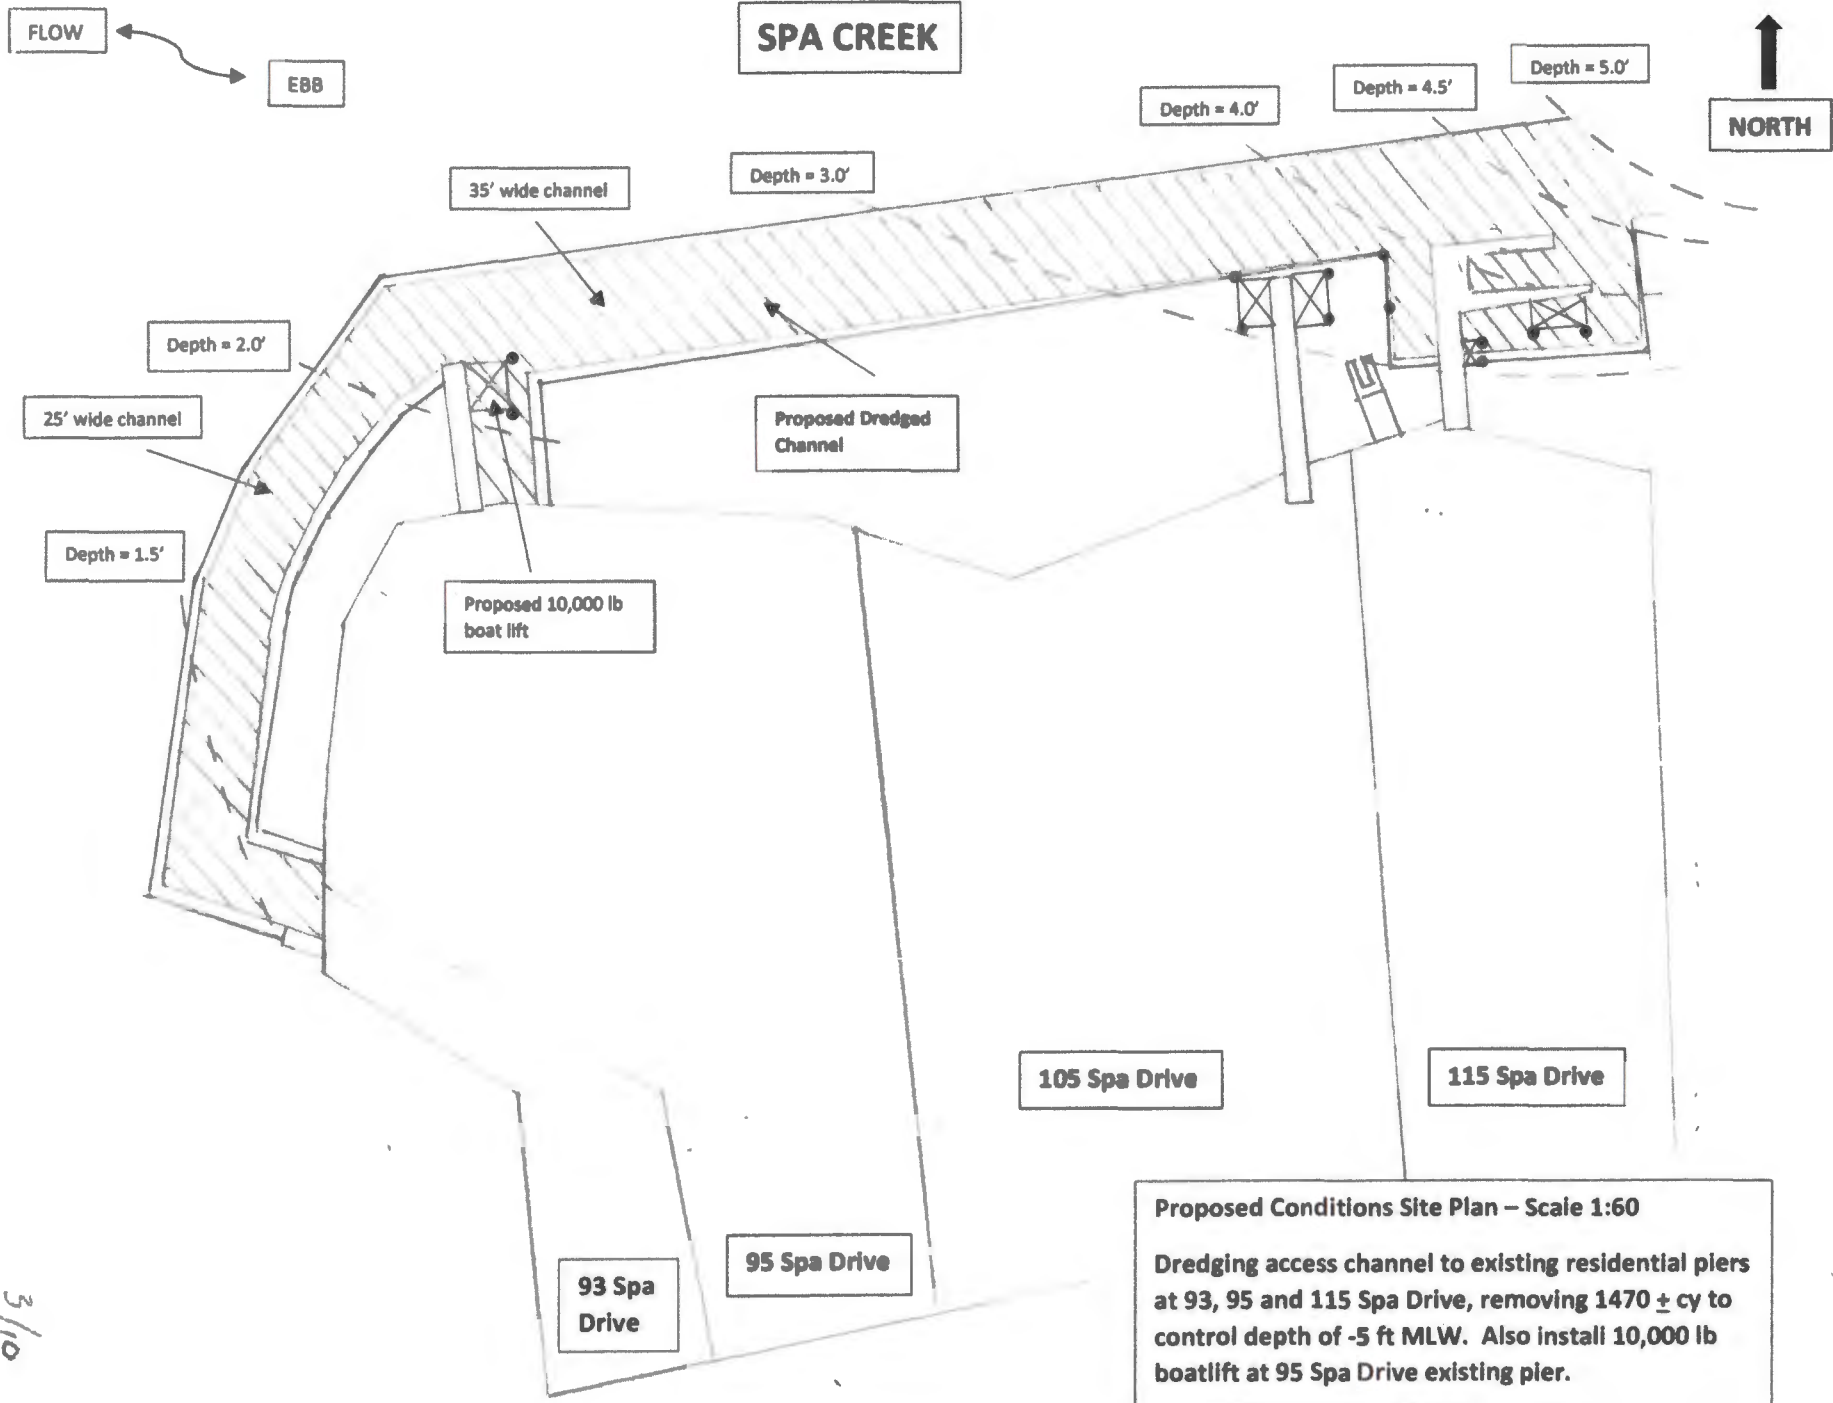 FLOW
EBB
SPA CREEK
Depth = 5.0'
Depth = 4.5'
Depth = 4.0'
NORTH
Depth = 3.0'
35' wide channel
Depth = 2.0'
25' wide channel
Proposed Dredged
Channel
Depth = 1.5'
Proposed 10,000 lb
boat lift
105 Spa Drive
115 Spa Drive
95 Spa Drive
93 Spa
Drive
Proposed Conditions Site Plan – Scale 1:60
Dredging access channel to existing residential piers
at 93, 95 and 115 Spa Drive, removing 1470 ± cy to
control depth of -5 ft MLW. Also install 10,000 lb
boatlift at 95 Spa Drive existing pier.
3/10